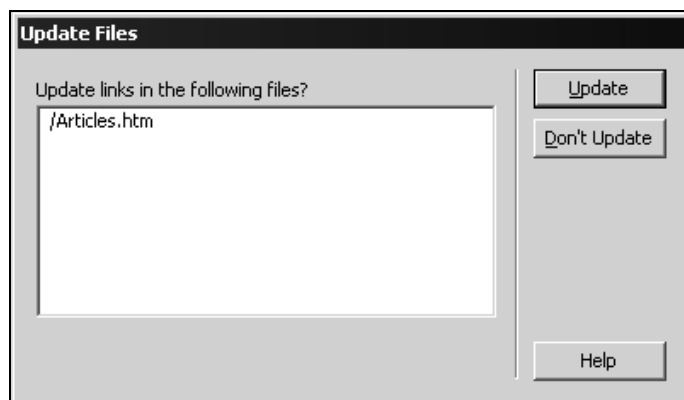 Update Files
Update links in the following files?
/Articles.htm
Update
Don't Update
Help